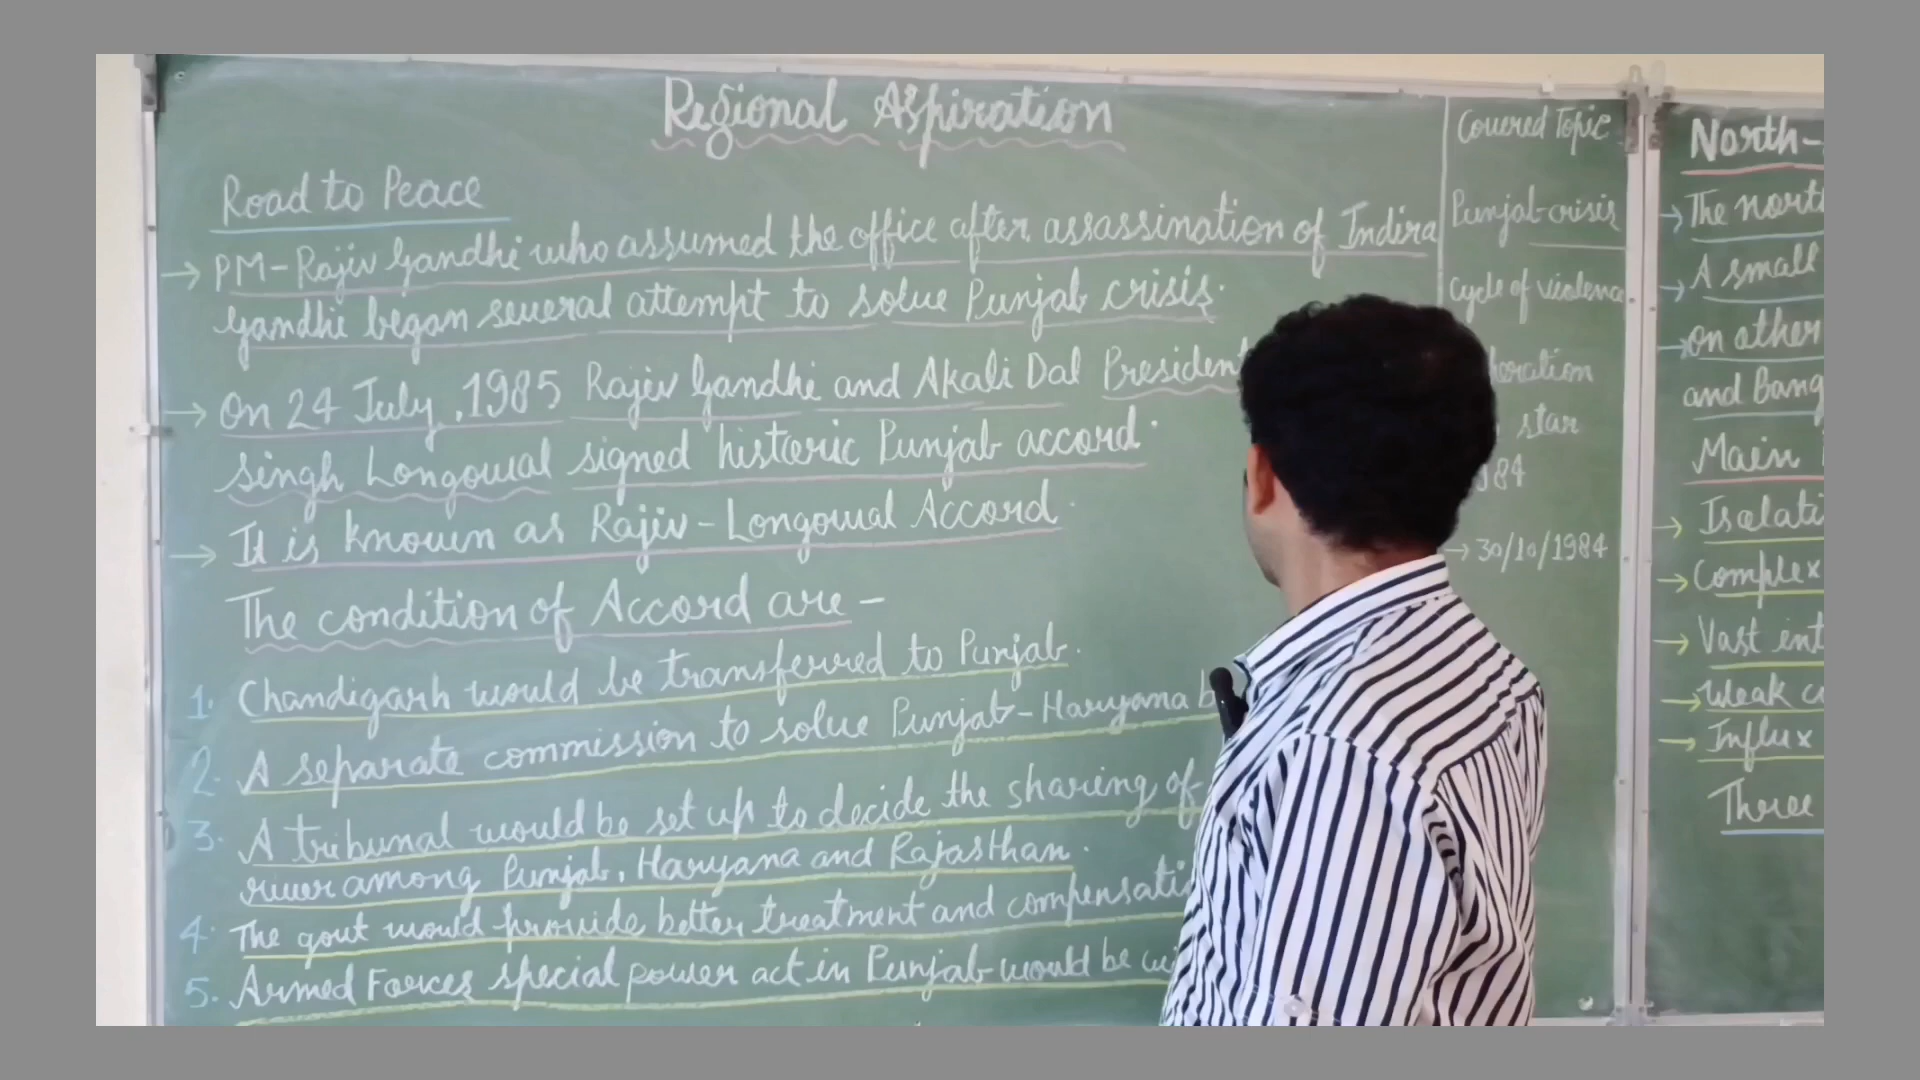 Regional Aspiration
Road to Peace
→ PM-Rajiv Gandhi who assumed the office after assassination of Indira
Gandhi began several attempt to solve Punjab crisis.
→ On 24 July, 1985 Rajiv Gandhi and Akali Dal President
Singh Longowal signed historic Punjab accord.
→ It is known as Rajiv-Longowal Accord.
The condition of Accord are -
1. Chandigarh would be transferred to Punjab.
2. A separate commission to solve Punjab-Haryana
3. A tribunal would be set up to decide the sharing of
river among Punjab, Haryana and Rajasthan.
4. The govt would provide better treatment and
5. Armed Forces special power act in Punjab would be
Covered Topic
Punjab-crisis
Cycle of violence
star
84
→ 30/10/1984
North-
→ The
→ A small
→ on other
and
Main
→
→ Complex
→ Vast
→ Weak
→ Influx
Three